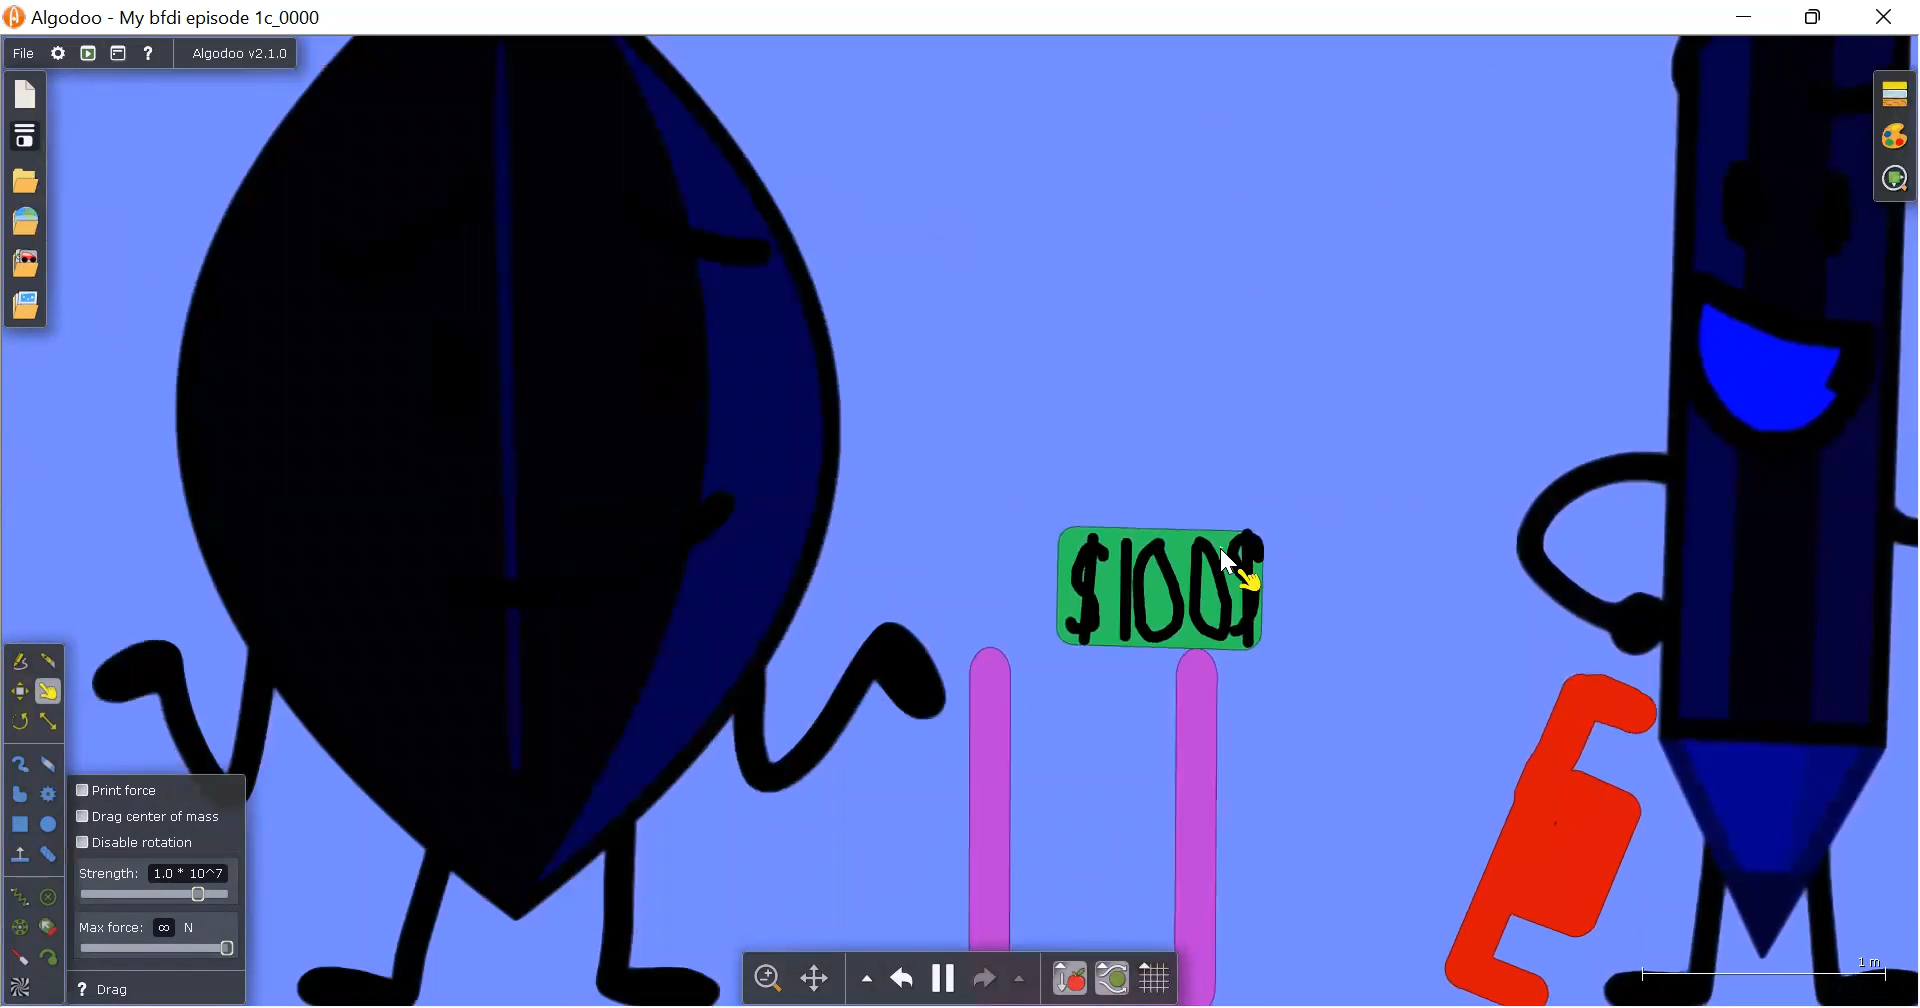 Algodoo - My bfdi episode 1c_0000
File ? Algodoo v2.1.0
$100$
Print force
Drag center of mass
Disable rotation
Strength: 1.0 * 10^7
Max force: ∞ N
? Drag
1 m